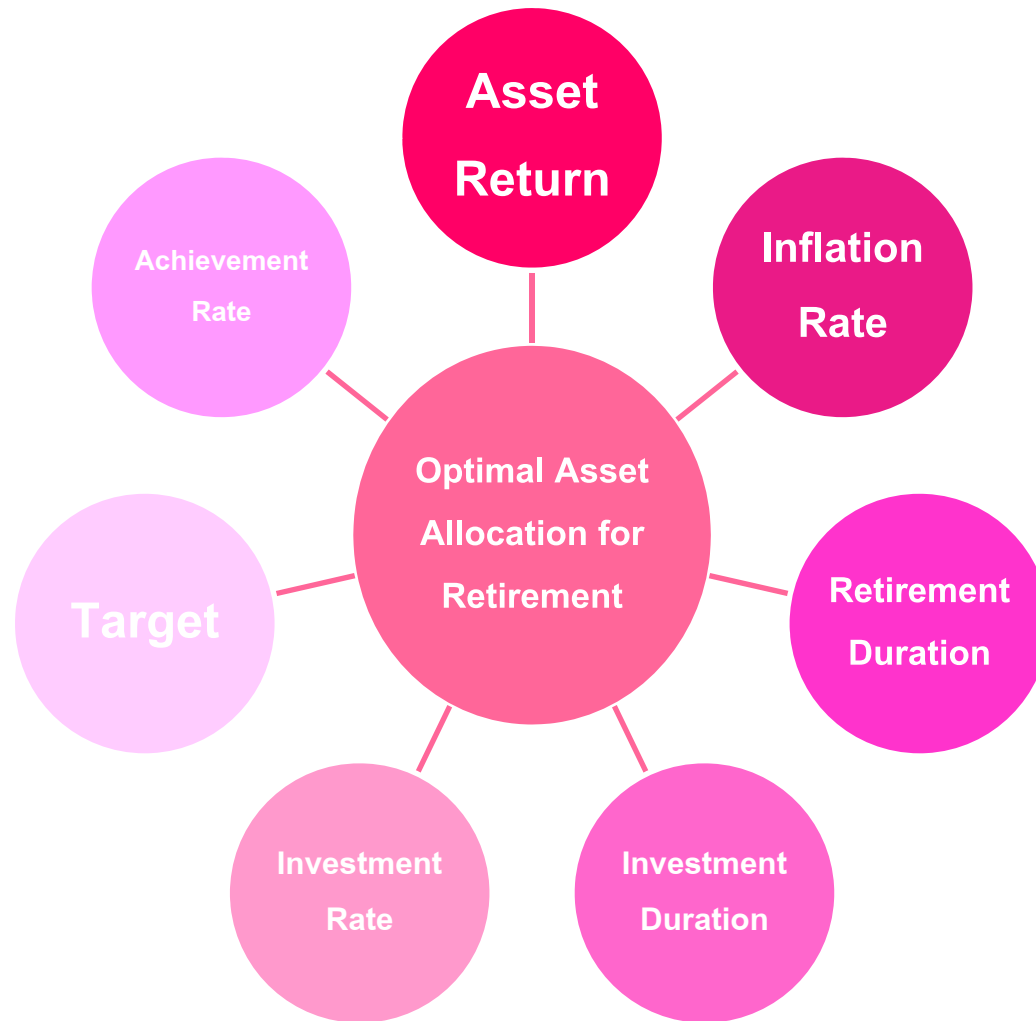 Asset
Return
Inflation
Rate
Retirement
Duration
Investment
Duration
Investment
Rate
Target
Achievement
Rate
Optimal Asset
Allocation for
Retirement